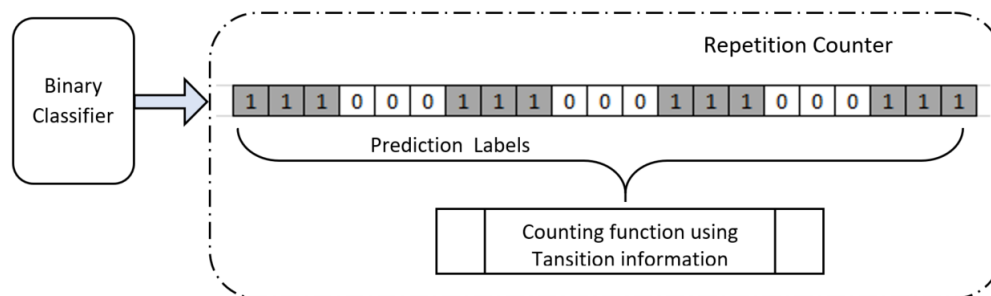 Repetition Counter
Binary
Classifier
1 1 1 0 0 0 1 1 1 0 0 0 1 1 1 0 0 0 1 1 1
Prediction Labels
Counting function using
Tansition information